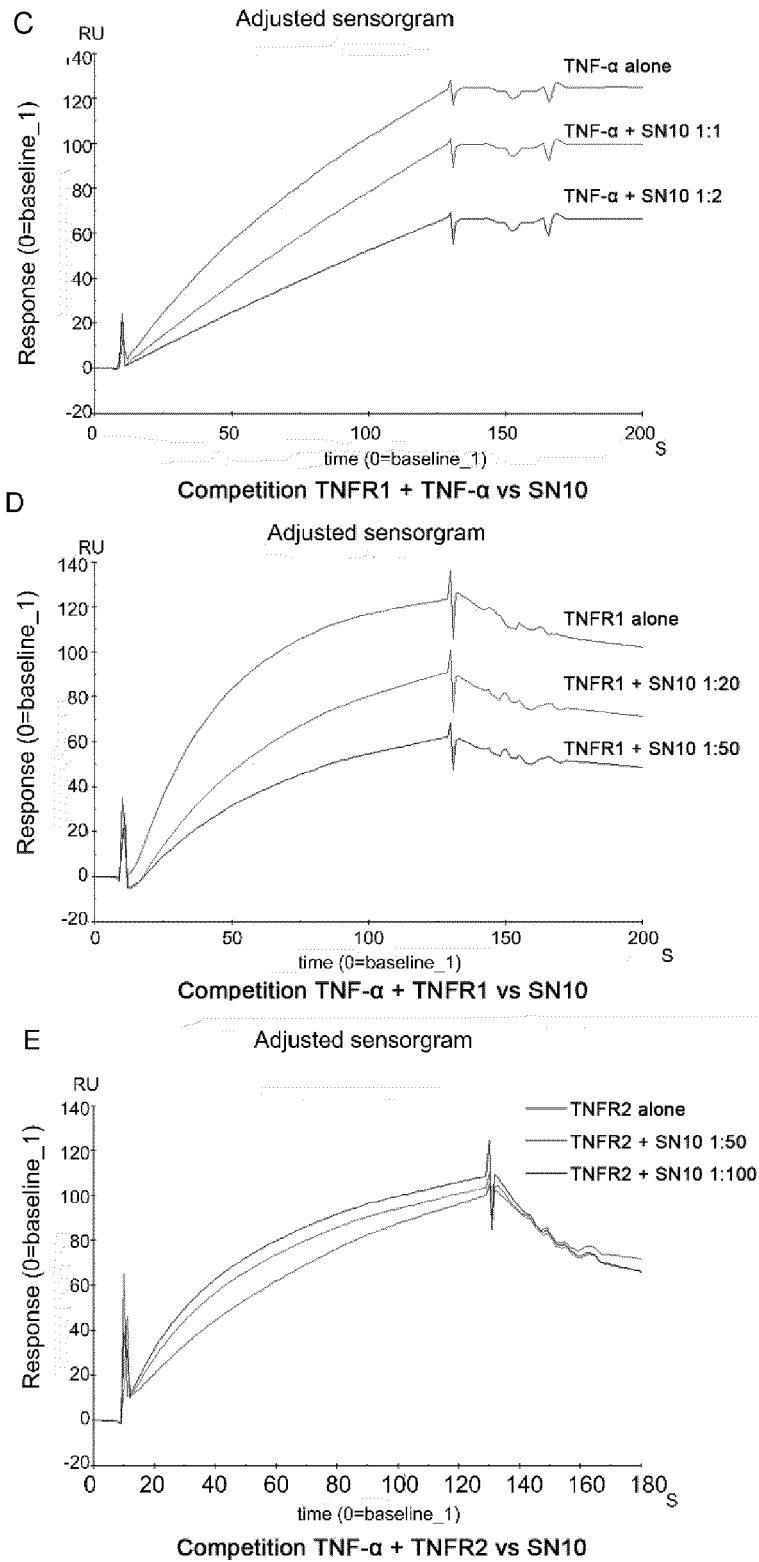 C
Adjusted sensorgram
RU
140
120
100
80
60
40
20
0
-20
Response (0=baseline_1)
TNF-α alone
TNF-α + SN10 1:1
TNF-α + SN10 1:2
0 50 100 150 200
S
time (0=baseline_1)
Competition TNFR1 + TNF-α vs SN10
D
Adjusted sensorgram
RU
140
120
100
80
60
40
20
0
-20
Response (0=baseline_1)
TNFR1 alone
TNFR1 + SN10 1:20
TNFR1 + SN10 1:50
0 50 100 150 200
S
time (0=baseline_1)
Competition TNF-α + TNFR1 vs SN10
E
Adjusted sensorgram
RU
140
120
100
80
60
40
20
0
-20
Response (0=baseline_1)
TNFR2 alone
TNFR2 + SN10 1:50
TNFR2 + SN10 1:100
0 20 40 60 80 100 120 140 160 180
S
time (0=baseline_1)
Competition TNF-α + TNFR2 vs SN10